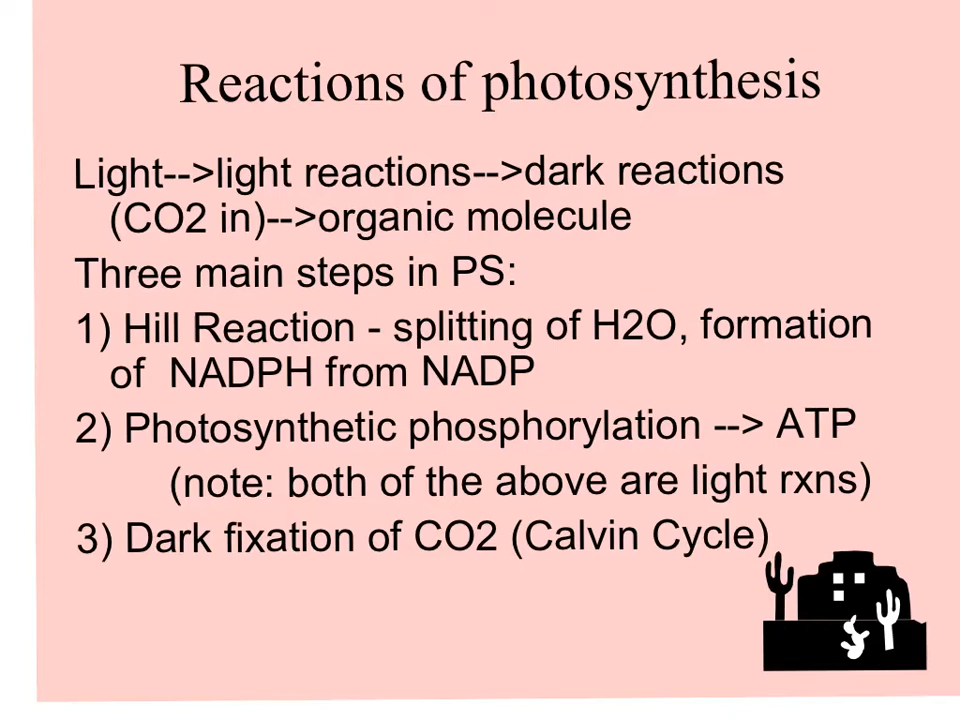 Reactions of photosynthesis
Light-->light reactions-->dark reactions
(CO2 in)-->organic molecule
Three main steps in PS:
1) Hill Reaction - splitting of H2O, formation
of  NADPH from NADP
2) Photosynthetic phosphorylation --> ATP
(note: both of the above are light rxns)
3) Dark fixation of CO2 (Calvin Cycle)